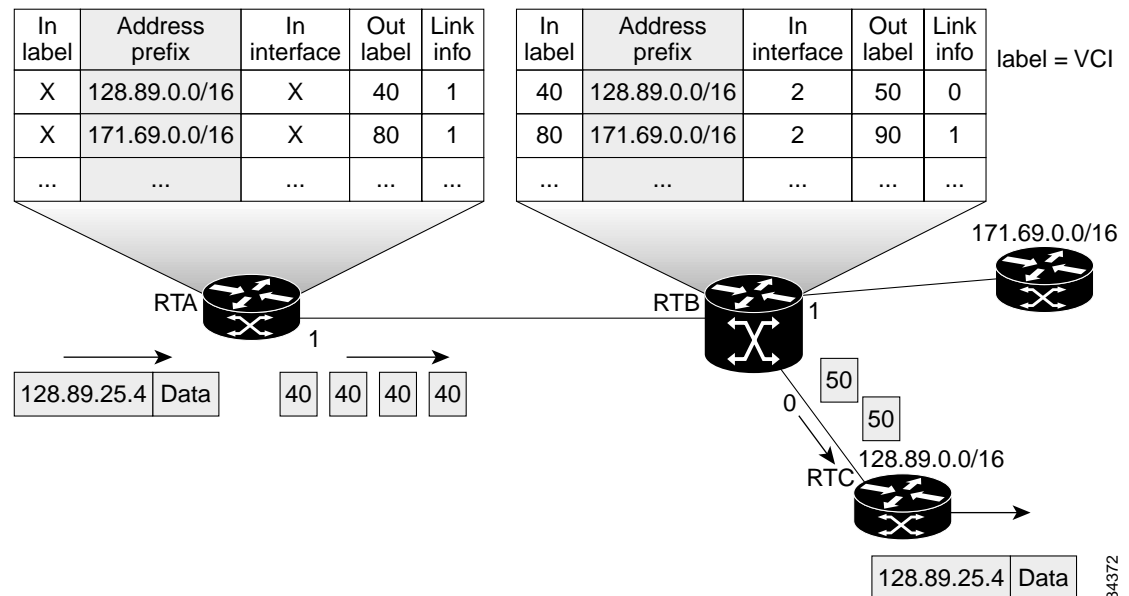 In label Address prefix In interface Out label Link info
X 128.89.0.0/16 X 40 1
X 171.69.0.0/16 X 80 1
... ... ... ... ...
In label Address prefix In interface Out label Link info
40 128.89.0.0/16 2 50 0
80 171.69.0.0/16 2 90 1
... ... ... ... ...
label = VCI
171.69.0.0/16
RTA
1
RTB
1
128.89.25.4 Data
40 40 40 40
50
0
50
128.89.0.0/16
RTC
128.89.25.4 Data